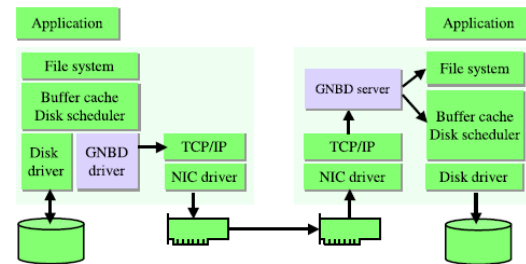 Application
File system
Buffer cache
Disk scheduler
Disk
driver
GNBD
driver
TCP/IP
NIC driver
GNBD server
TCP/IP
NIC driver
Application
File system
Buffer cache
Disk scheduler
Disk driver